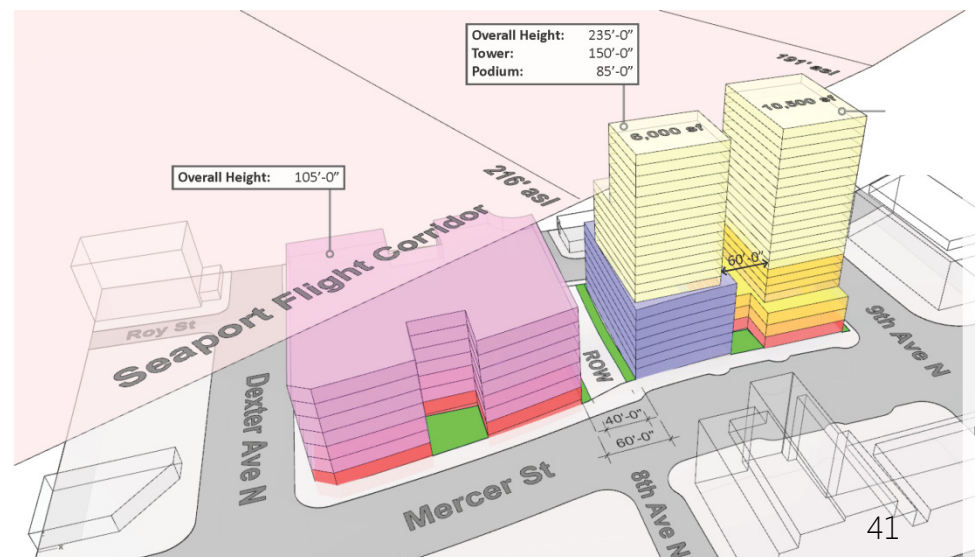 Overall Height: 235'-0"
Tower: 150'-0"
Podium: 85'-0"
191' asl
10,500 sf
6,000 sf
Overall Height: 105'-0"
216' asl
Seaport Flight Corridor
60'-0"
Roy St
9th Ave N
ROW
Dexter Ave N
40'-0"
60'-0"
Mercer St
8th Ave N
41